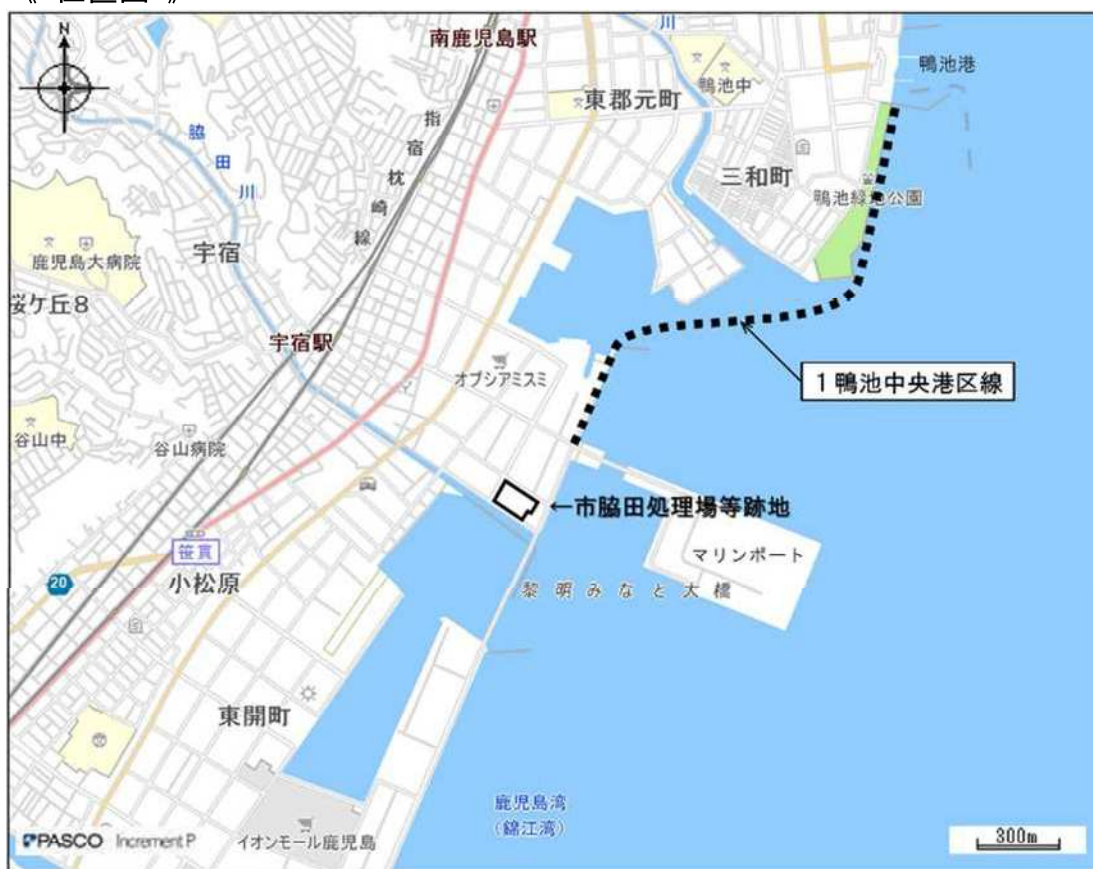 《 位置図 》
N
南鹿児島駅
鴨池港
鴨池中
東郡元町
川
指宿枕崎線
脇田川
三和町
鴨池緑地公園
宇宿
鹿児島大病院
桜ケ丘8
宇宿駅
オプシアミスミ
1鴨池中央港区線
谷山中
谷山病院
←市脇田処理場等跡地
笹貫
マリンポート
20
小松原
黎明みなと大橋
東開町
鹿児島湾
(錦江湾)
300m
PASCO Increment P
イオンモール鹿児島